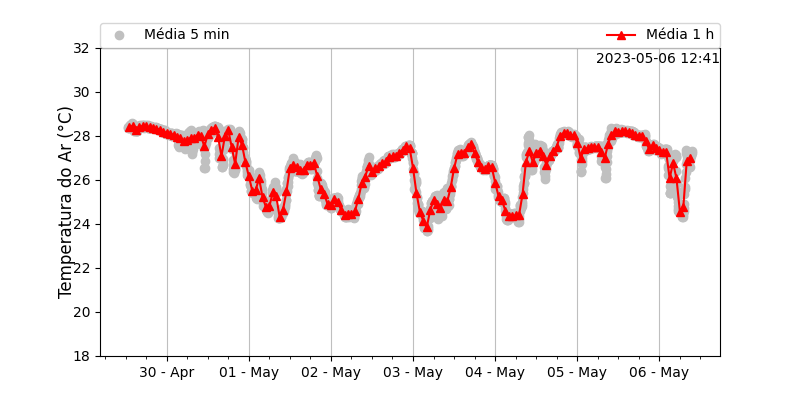 Média 5 min
Média 1 h
2023-05-06 12:41
Temperatura do Ar (°C)
32
30
28
26
24
22
20
18
30 - Apr
01 - May
02 - May
03 - May
04 - May
05 - May
06 - May